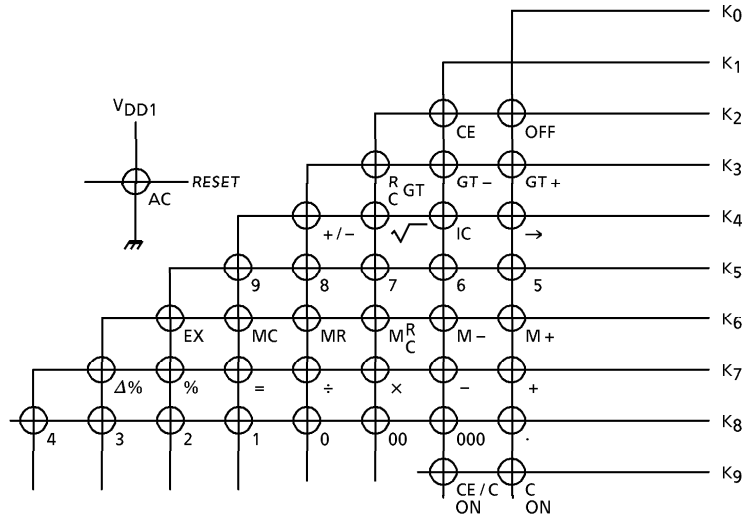 K0
K1
VDD1
CE OFF K2
AC RESET
R C GT GT- GT+ K3
+/- √ IC → K4
9 8 7 6 5 K5
EX MC MR M R C M- M+ K6
Δ% % = ÷ × - + K7
4 3 2 1 0 00 000 . K8
CE/C C K9
ON ON